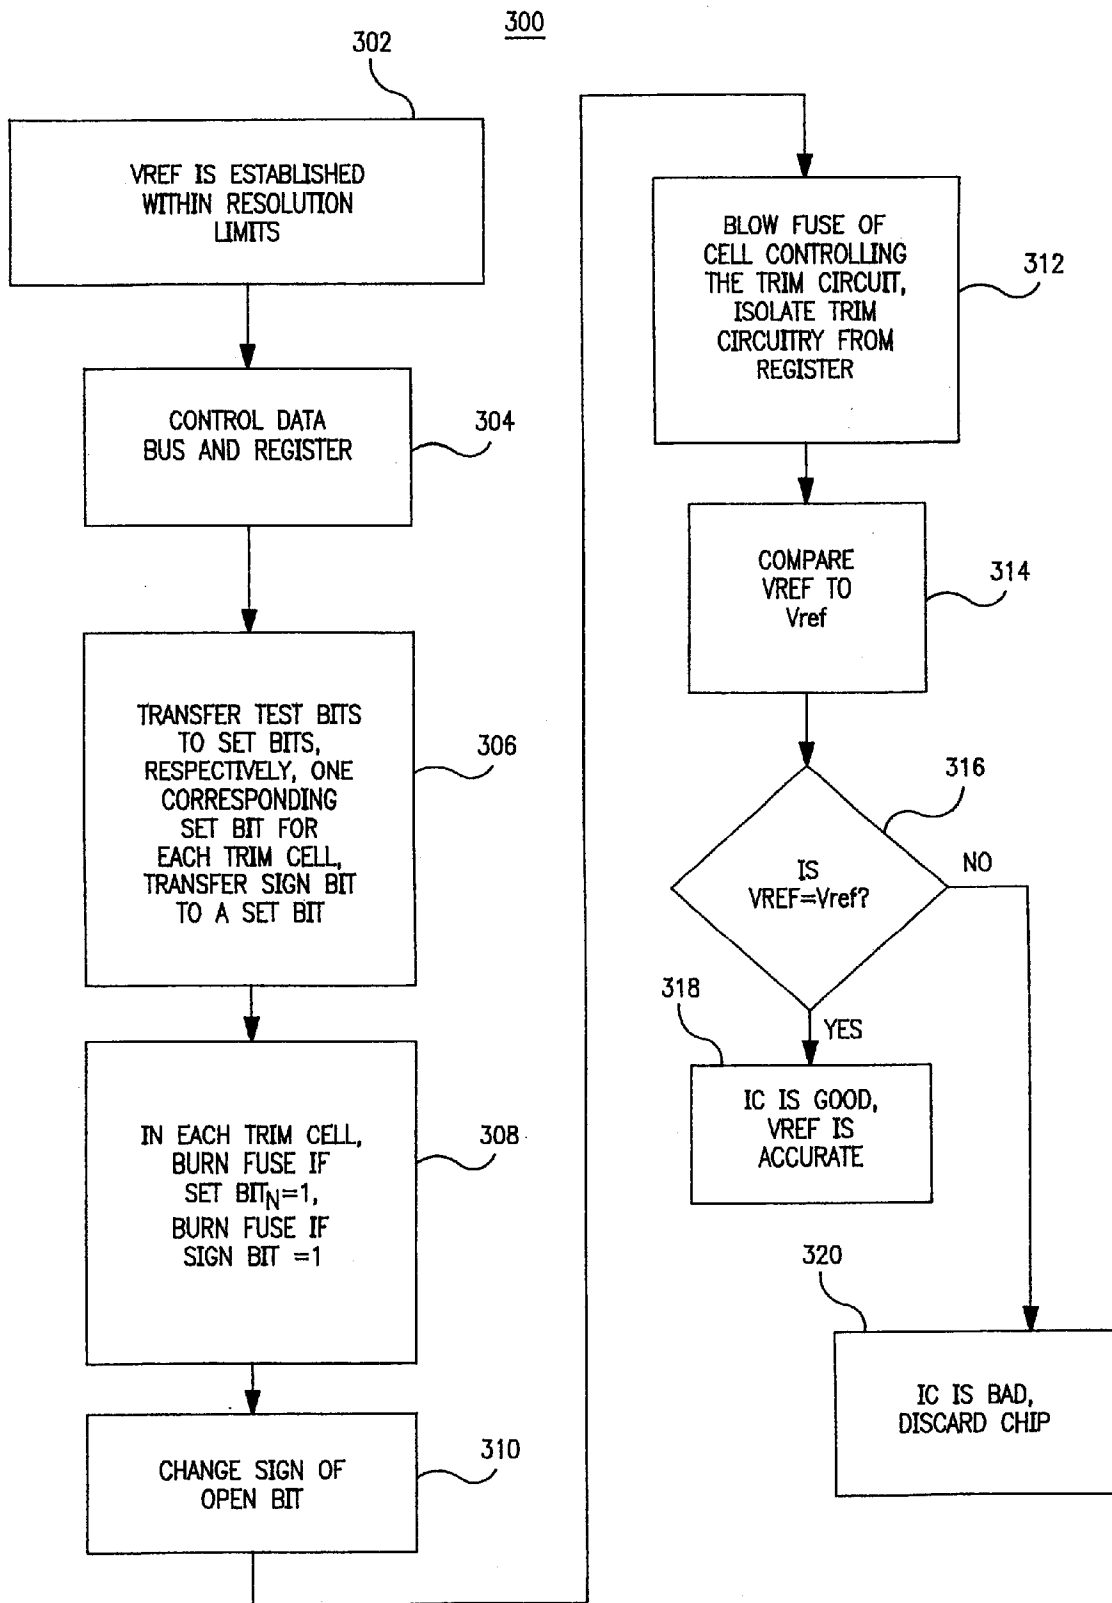 300
302
VREF IS ESTABLISHED
WITHIN RESOLUTION
LIMITS
CONTROL DATA
BUS AND REGISTER
304
TRANSFER TEST BITS
TO SET BITS,
RESPECTIVELY, ONE
CORRESPONDING
SET BIT FOR
EACH TRIM CELL,
TRANSFER SIGN BIT
TO A SET BIT
306
IN EACH TRIM CELL,
BURN FUSE IF
SET BIT_N=1,
BURN FUSE IF
SIGN BIT =1
308
CHANGE SIGN OF
OPEN BIT
310
BLOW FUSE OF
CELL CONTROLLING
THE TRIM CIRCUIT,
ISOLATE TRIM
CIRCUITRY FROM
REGISTER
312
COMPARE
VREF TO
Vref
314
IS
VREF=Vref?
316
NO
YES
318
IC IS GOOD,
VREF IS
ACCURATE
320
IC IS BAD,
DISCARD CHIP